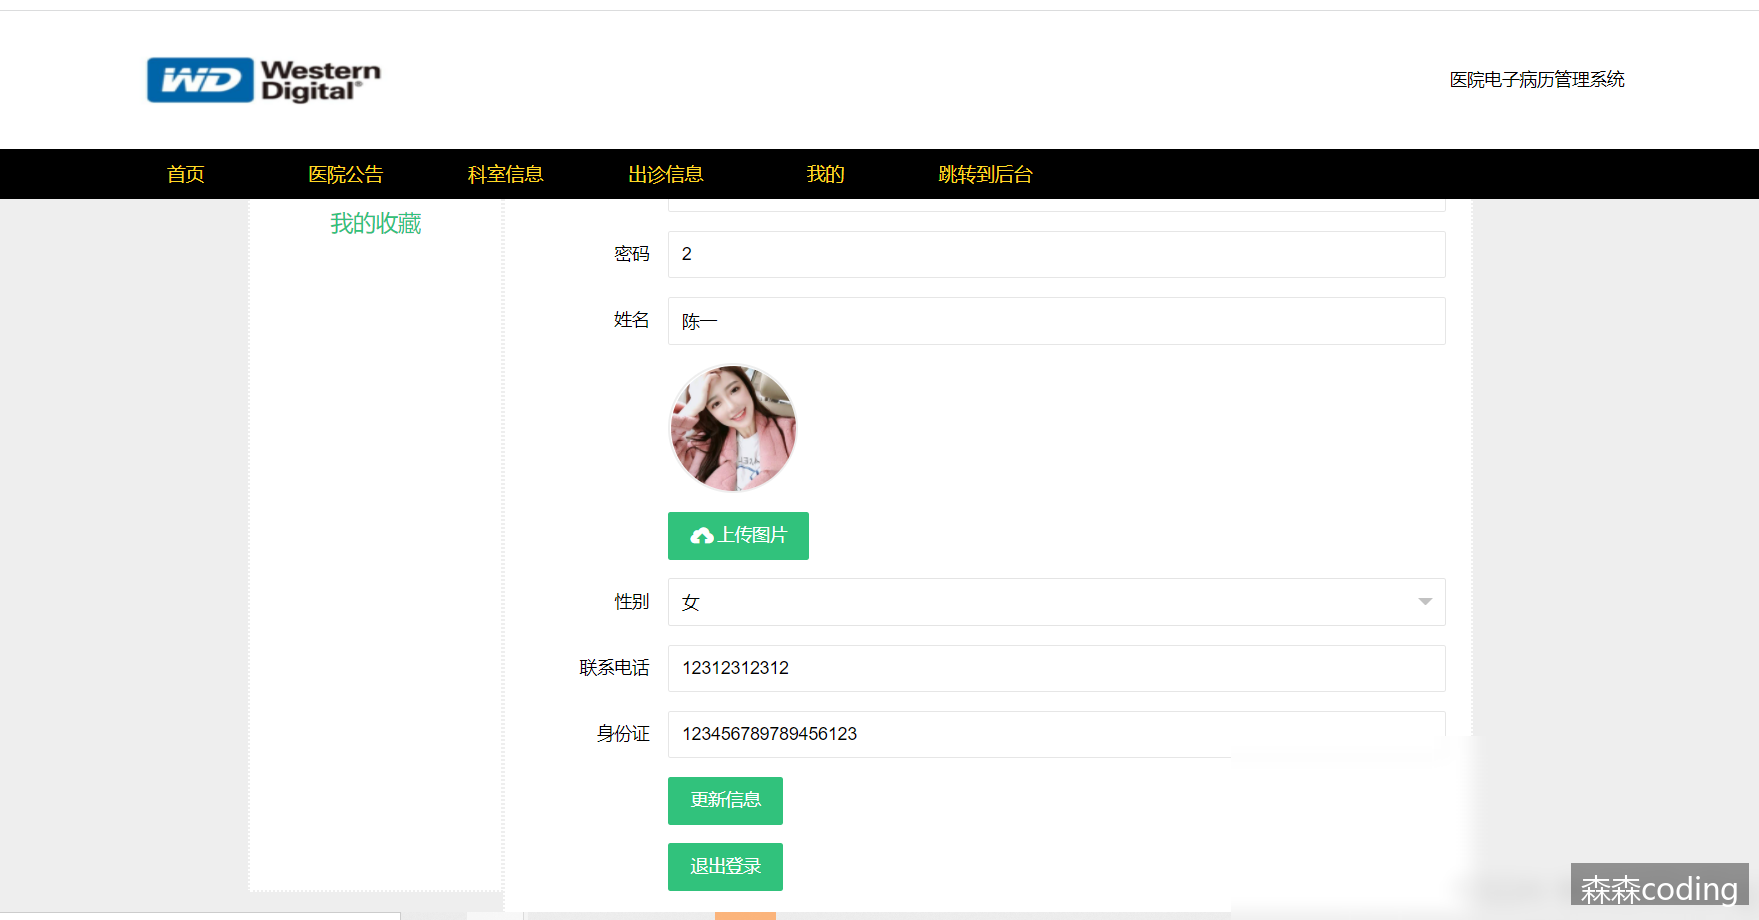 WD Western
Digital®
医院电子病历管理系统
首页 医院公告 科室信息 出诊信息 我的 跳转到后台
我的收藏
密码 2
姓名 陈一
上传图片
性别 女
联系电话 12312312312
身份证 123456789789456123
更新信息
退出登录
森森coding